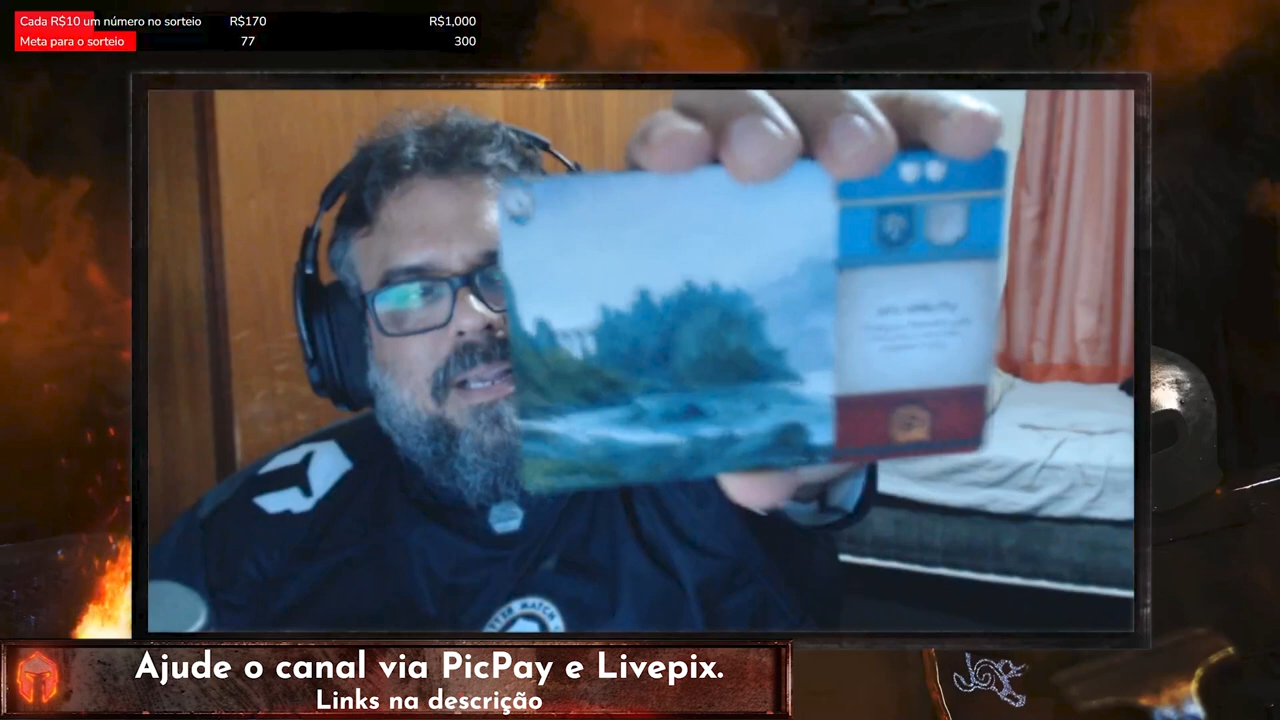 Cada R$10 um número no sorteio R$170 R$1,000
Meta para o sorteio 77 300
Ajude o canal via PicPay e Livepix.
Links na descrição